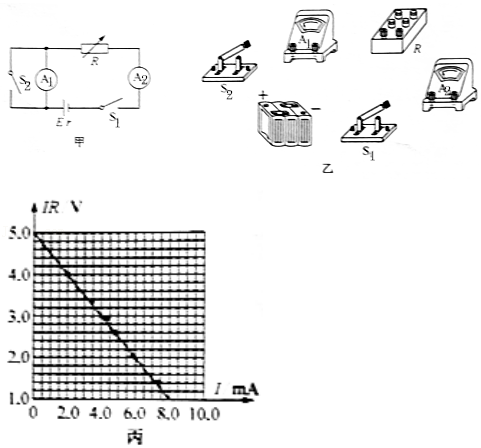 R
S₂ A₁ A₂
E r S₁
甲
A₁ R
S₂ A₂
+ −
S₁
乙
IR V
5.0
4.0
3.0
2.0
1.0
0 2.0 4.0 6.0 8.0 10.0
I mA
丙